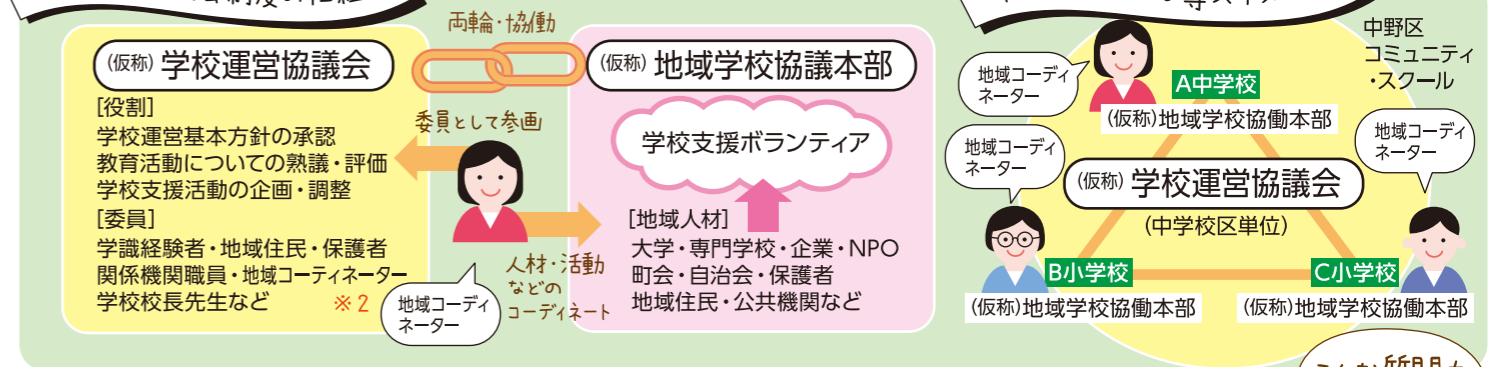 両輪・協働
(仮称) 学校運営協議会
[役割]
学校運営基本方針の承認
教育活動についての熟議・評価
学校支援活動の企画・調整
[委員]
学識経験者・地域住民・保護者
関係機関職員・地域コーティネーター
学校校長先生など ※2
委員として参画
地域コーディ
ネーター
人材・活動
などの
コーディネート
(仮称) 地域学校協議本部
学校支援ボランティア
[地域人材]
大学・専門学校・企業・NPO
町会・自治会・保護者
地域住民・公共機関など
中野区
コミュニティ
・スクール
地域コーディ
ネーター
A中学校
(仮称)地域学校協働本部
地域コーディ
ネーター
地域コーディ
ネーター
(仮称) 学校運営協議会
(中学校区単位)
B小学校
(仮称)地域学校協働本部
C小学校
(仮称)地域学校協働本部